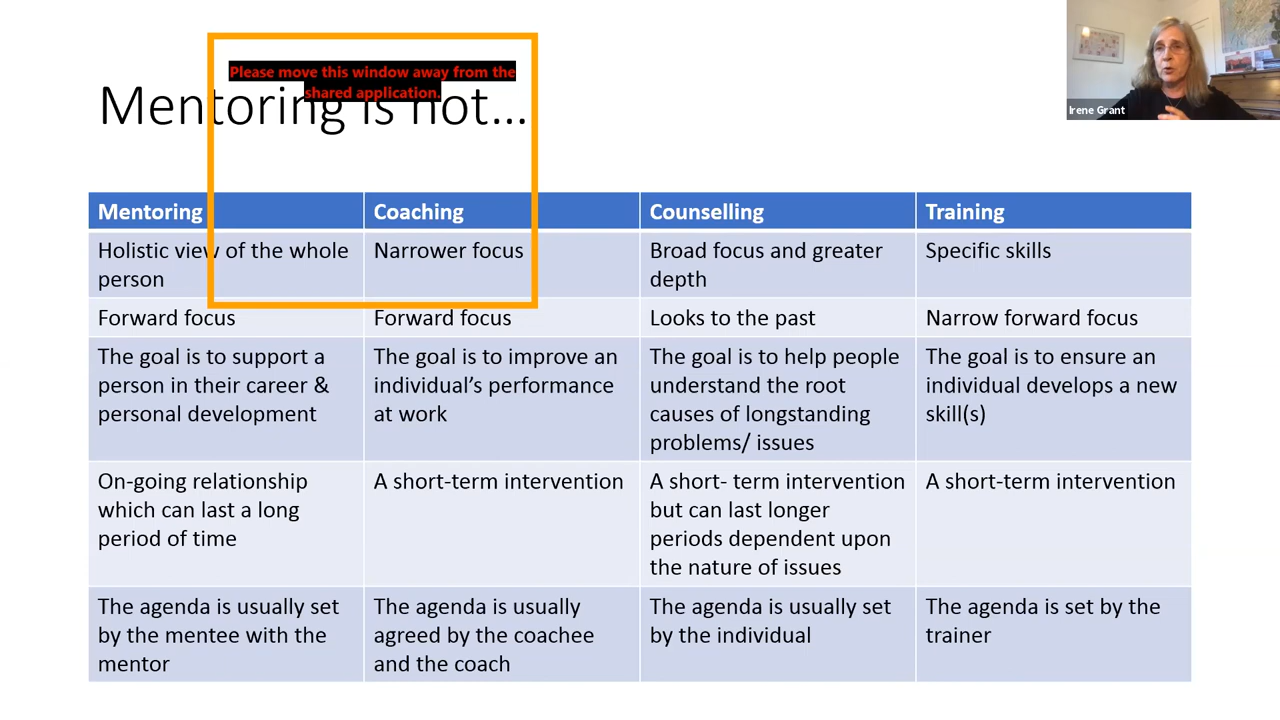 Please move this window away from the
shared application.
Mentoring is not...
Irene Grant
Mentoring
Coaching
Counselling
Training
Holistic view of the whole
person
Narrower focus
Broad focus and greater
depth
Specific skills
Forward focus
Forward focus
Looks to the past
Narrow forward focus
The goal is to support a
person in their career &
personal development
The goal is to improve an
individual's performance
at work
The goal is to help people
understand the root
causes of longstanding
problems/ issues
The goal is to ensure an
individual develops a new
skill(s)
On-going relationship
which can last a long
period of time
A short-term intervention
A short- term intervention
but can last longer
periods dependent upon
the nature of issues
A short-term intervention
The agenda is usually set
by the mentee with the
mentor
The agenda is usually
agreed by the coachee
and the coach
The agenda is usually set
by the individual
The agenda is set by the
trainer